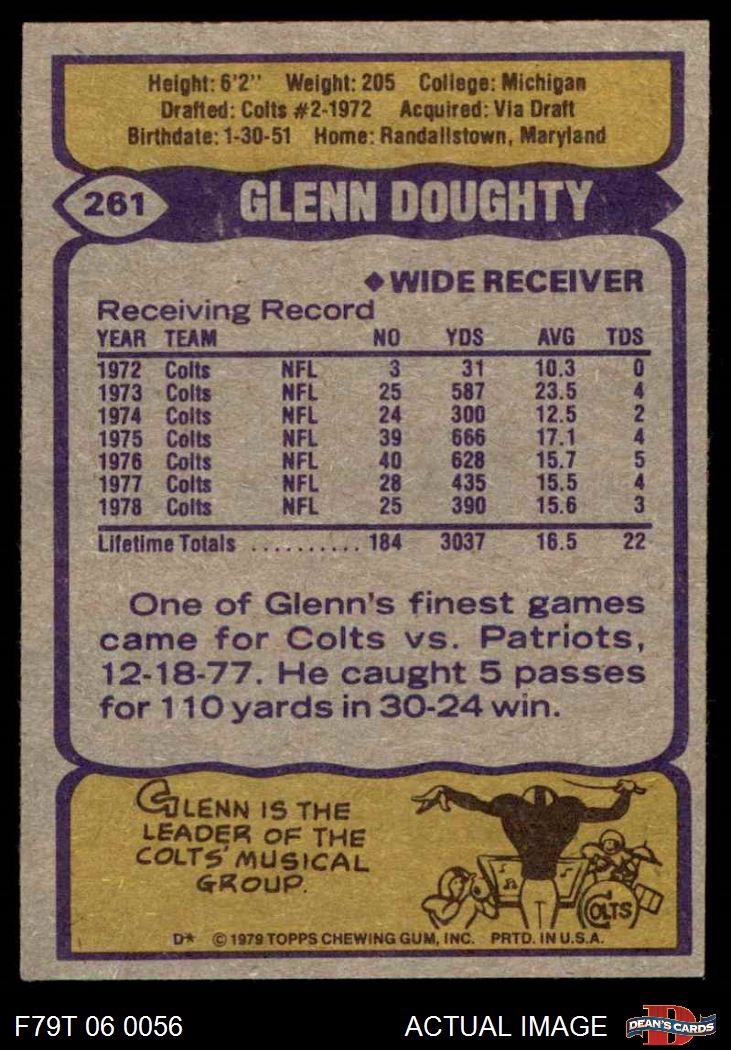 Height: 6'2" Weight: 205 College: Michigan
Drafted: Colts #2-1972 Acquired: Via Draft
Birthdate: 1-30-51 Home: Randallstown, Maryland
261 GLENN DOUGHTY
◆WIDE RECEIVER
Receiving Record
YEAR TEAM NO YDS AVG TDS
1972 Colts NFL 3 31 10.3 0
1973 Colts NFL 25 587 23.5 4
1974 Colts NFL 24 300 12.5 2
1975 Colts NFL 39 666 17.1 4
1976 Colts NFL 40 628 15.7 5
1977 Colts NFL 28 435 15.5 4
1978 Colts NFL 25 390 15.6 3
Lifetime Totals .......... 184 3037 16.5 22
One of Glenn's finest games
came for Colts vs. Patriots,
12-18-77. He caught 5 passes
for 110 yards in 30-24 win.
GLENN IS THE
LEADER OF THE
COLTS' MUSICAL
GROUP.
COLTS
D* © 1979 TOPPS CHEWING GUM, INC. PRTD. IN U.S.A.
F79T 06 0056 ACTUAL IMAGE D DEAN'S CARDS